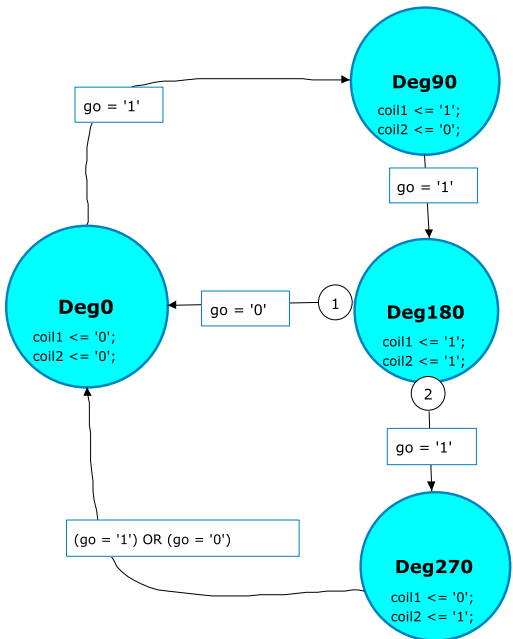 Deg90
coil1 <= '1';
coil2 <= '0';
go = '1'
go = '1'
Deg0
coil1 <= '0';
coil2 <= '0';
go = '0'
1
Deg180
coil1 <= '1';
coil2 <= '1';
2
go = '1'
(go = '1') OR (go = '0')
Deg270
coil1 <= '0';
coil2 <= '1';